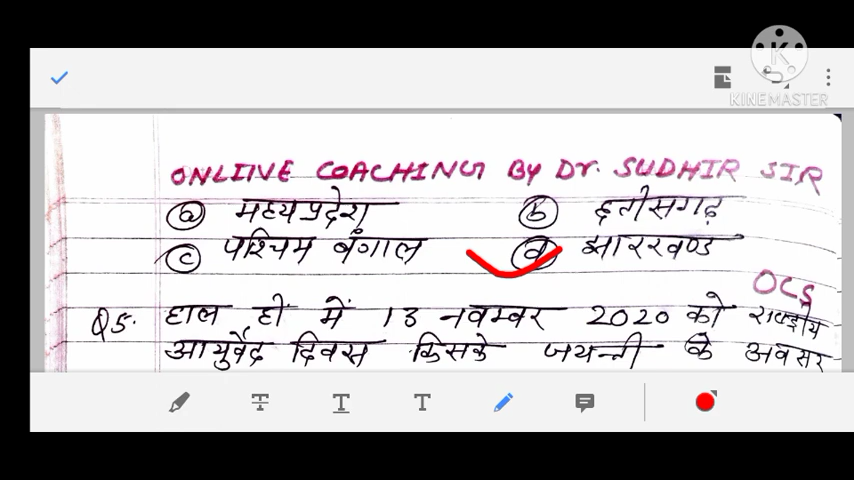 KINEMASTER
ONLINE COACHING By Dr. SUDHIR SIR
(a) मध्यप्रदेश (b) छत्तीसगढ़
(c) पश्चिम बंगाल (d) झारखण्ड
OCS
Q5. हाल हीं में 13 नवम्बर 2020 को राष्ट्रीय
आयुर्वेद दिवस किसके जयन्ती के अवसर